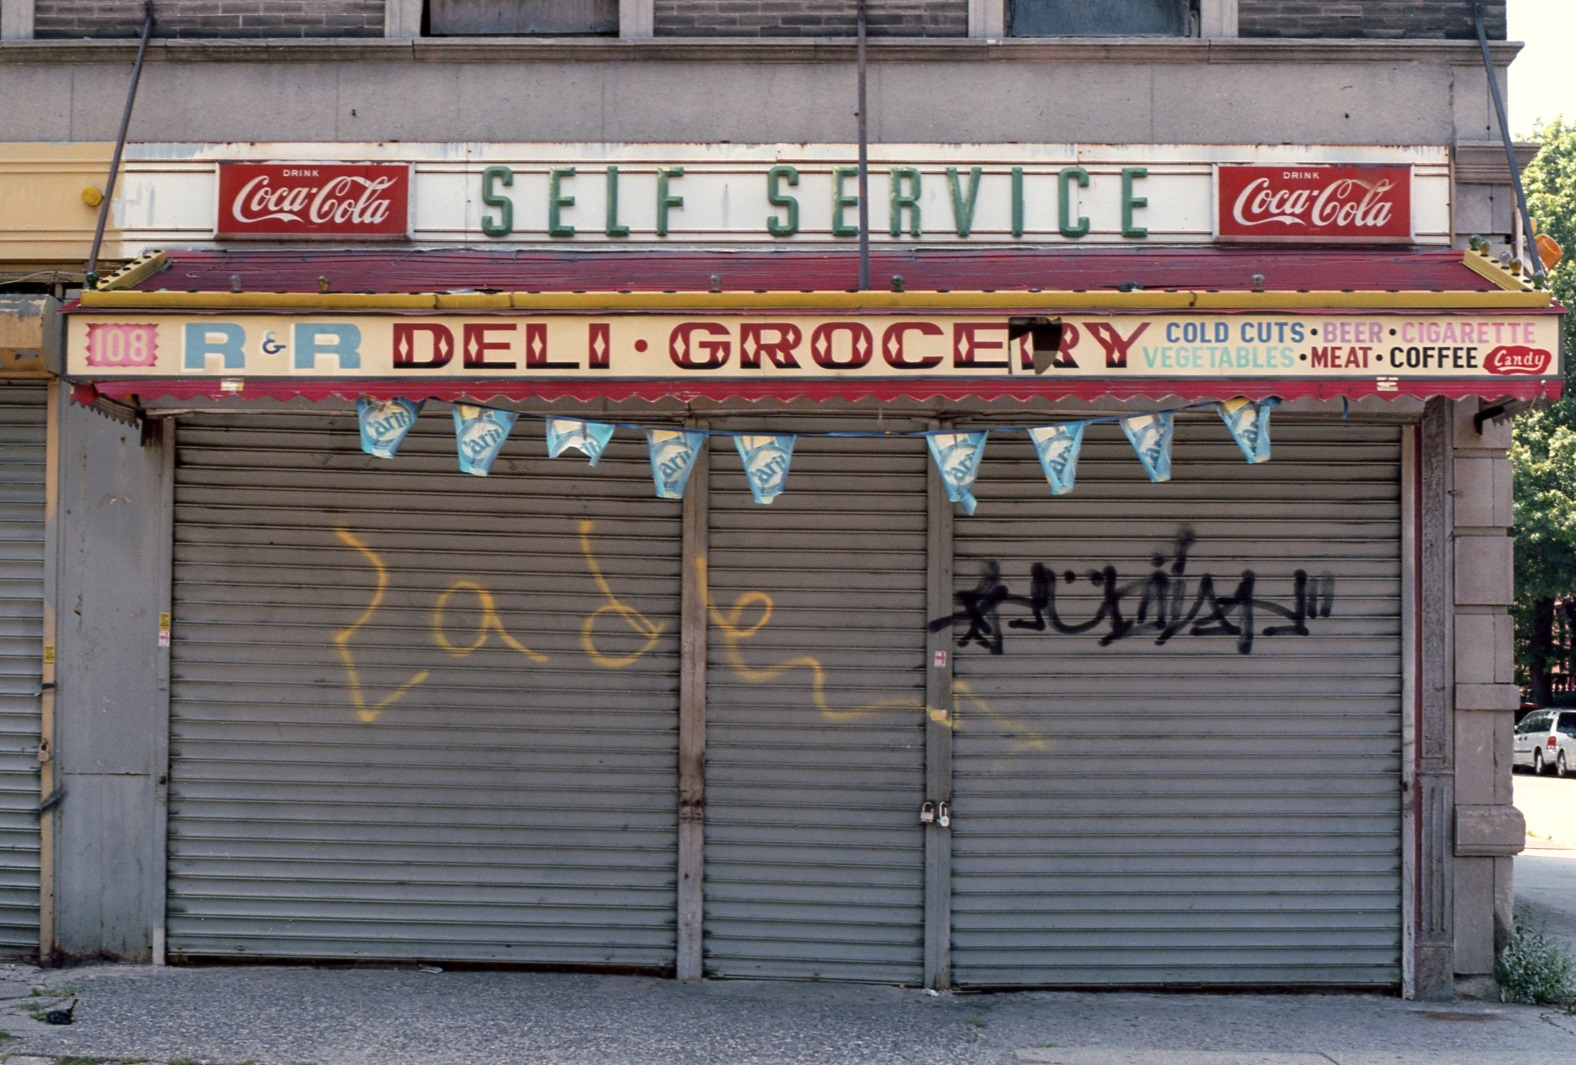 DRINK
Coca-Cola
SELF SERVICE
DRINK
Coca-Cola
108 R & R DELI · GROCERY
COLD CUTS · BEER · CIGARETTE
VEGETABLES · MEAT · COFFEE Candy